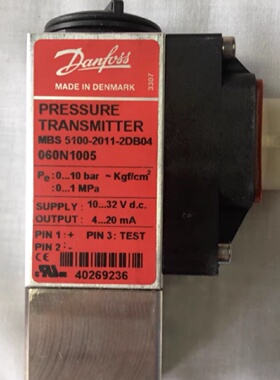 Danfoss
MADE IN DENMARK
3307
PRESSURE
TRANSMITTER
MBS 5100-2011-2DB04
060N1005
Pe: 0...10 bar ~ Kgf/cm²
: 0...1 MPa
SUPPLY : 10...32 V d.c.
OUTPUT : 4...20 mA
PIN 1 : + PIN 3 : TEST
PIN 2 : -
CE
40269236